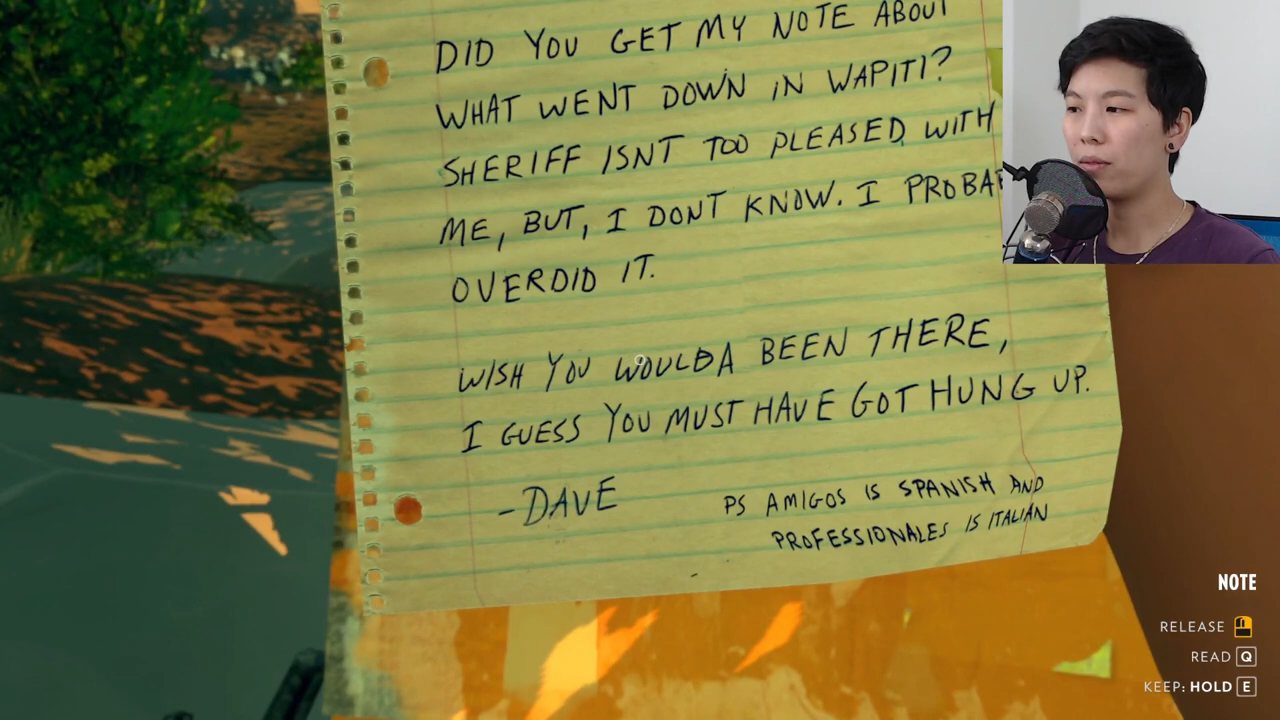 DID YOU GET MY NOTE ABOUT
WHAT WENT DOWN IN WAPITI?
SHERIFF ISNT TOO PLEASED WITH
ME, BUT, I DONT KNOW. I PROBA
OVERDID IT.
WISH YOU WOULDA BEEN THERE,
I GUESS YOU MUST HAVE GOT HUNG UP.
-DAVE
PS AMIGOS IS SPANISH AND
PROFESSIONALES IS ITALIAN
NOTE
RELEASE
READ Q
KEEP: HOLD E